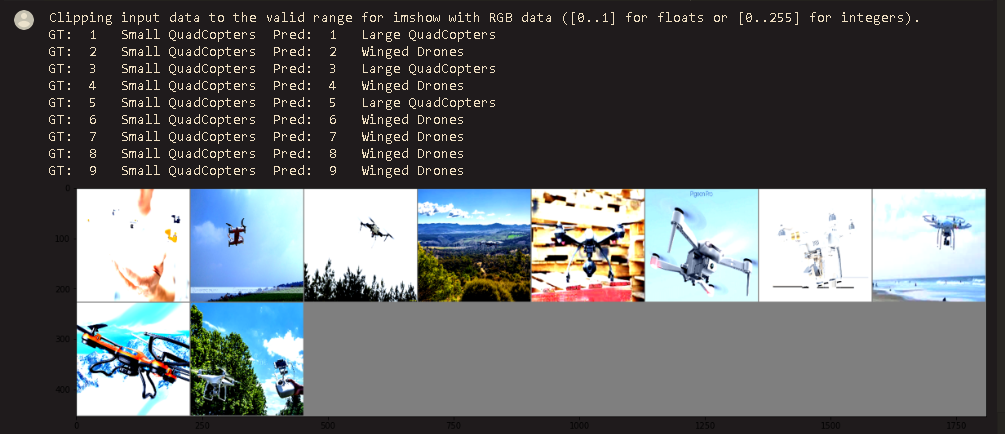 Clipping input data to the valid range for imshow with RGB data ([0..1] for floats or [0..255] for integers).
GT: 1 Small QuadCopters Pred: 1 Large QuadCopters
GT: 2 Small QuadCopters Pred: 2 Winged Drones
GT: 3 Small QuadCopters Pred: 3 Large QuadCopters
GT: 4 Small QuadCopters Pred: 4 Winged Drones
GT: 5 Small QuadCopters Pred: 5 Large QuadCopters
GT: 6 Small QuadCopters Pred: 6 Winged Drones
GT: 7 Small QuadCopters Pred: 7 Winged Drones
GT: 8 Small QuadCopters Pred: 8 Winged Drones
GT: 9 Small QuadCopters Pred: 9 Winged Drones
0
100
200
300
400
0 250 500 750 1000 1250 1500 1750